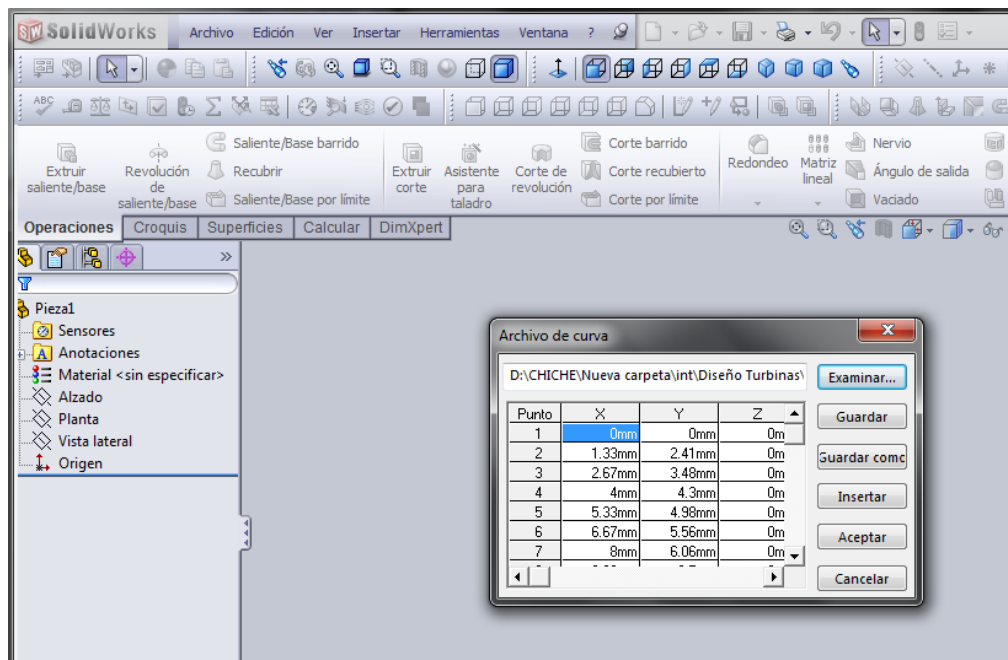 SW SolidWorks Archivo Edición Ver Insertar Herramientas Ventana ?
ABC
Extruir saliente/base
Revolución de saliente/base
Saliente/Base barrido
Recubrir
Saliente/Base por límite
Extruir corte
Asistente para taladro
Corte de revolución
Corte barrido
Corte recubierto
Corte por límite
Redondeo
Matriz lineal
Nervio
Ángulo de salida
Vaciado
Operaciones Croquis Superficies Calcular DimXpert
Pieza1
Sensores
A Anotaciones
Material <sin especificar>
Alzado
Planta
Vista lateral
Origen
Archivo de curva
D:\CHICHE\Nueva carpeta\int\Diseño Turbinas\
Examinar...
Punto X Y Z
1 0mm 0mm 0m
2 1.33mm 2.41mm 0m
3 2.67mm 3.48mm 0m
4 4mm 4.3mm 0m
5 5.33mm 4.98mm 0m
6 6.67mm 5.56mm 0m
7 8mm 6.06mm 0m
Guardar
Guardar como
Insertar
Aceptar
Cancelar